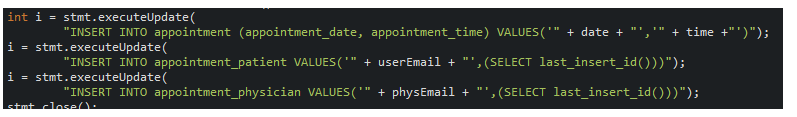 int i = stmt.executeUpdate(
"INSERT INTO appointment (appointment_date, appointment_time) VALUES('" + date + "','" + time +"')");
i = stmt.executeUpdate(
"INSERT INTO appointment_patient VALUES('" + userEmail + "',(SELECT last_insert_id()))");
i = stmt.executeUpdate(
"INSERT INTO appointment_physician VALUES('" + physEmail + "',(SELECT last_insert_id()))");
stmt.close();